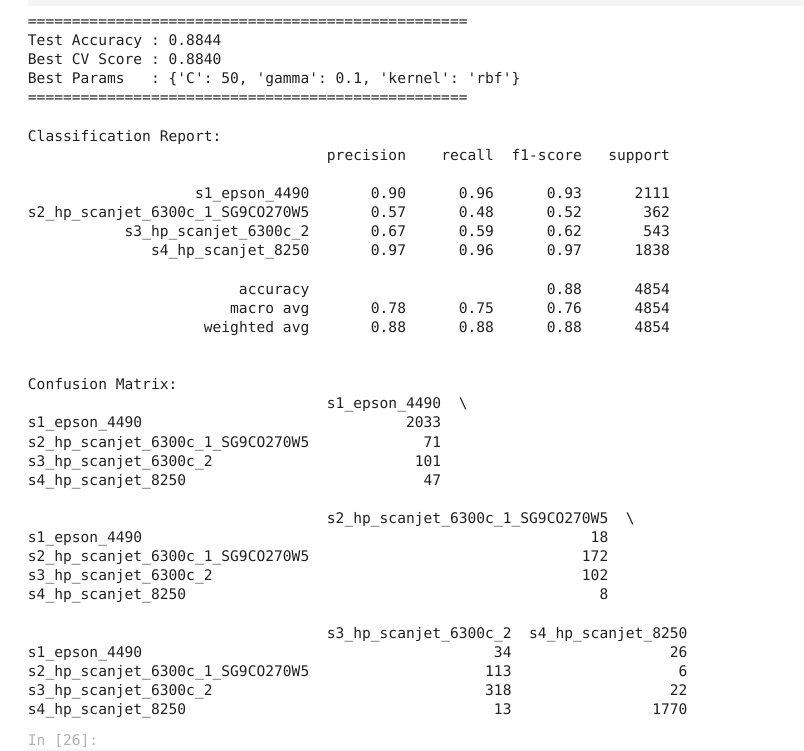 ==================================================
Test Accuracy : 0.8844
Best CV Score : 0.8840
Best Params   : {'C': 50, 'gamma': 0.1, 'kernel': 'rbf'}
==================================================
Classification Report:
precision    recall  f1-score   support
s1_epson_4490       0.90      0.96      0.93      2111
s2_hp_scanjet_6300c_1_SG9CO270W5       0.57      0.48      0.52       362
s3_hp_scanjet_6300c_2       0.67      0.59      0.62       543
s4_hp_scanjet_8250       0.97      0.96      0.97      1838
accuracy                           0.88      4854
macro avg       0.78      0.75      0.76      4854
weighted avg       0.88      0.88      0.88      4854
Confusion Matrix:
s1_epson_4490  \
s1_epson_4490                              2033
s2_hp_scanjet_6300c_1_SG9CO270W5             71
s3_hp_scanjet_6300c_2                       101
s4_hp_scanjet_8250                           47
s2_hp_scanjet_6300c_1_SG9CO270W5  \
s1_epson_4490                                                   18
s2_hp_scanjet_6300c_1_SG9CO270W5                               172
s3_hp_scanjet_6300c_2                                          102
s4_hp_scanjet_8250                                               8
s3_hp_scanjet_6300c_2  s4_hp_scanjet_8250
s1_epson_4490                                        34                  26
s2_hp_scanjet_6300c_1_SG9CO270W5                    113                   6
s3_hp_scanjet_6300c_2                               318                  22
s4_hp_scanjet_8250                                   13                1770
In [26]: